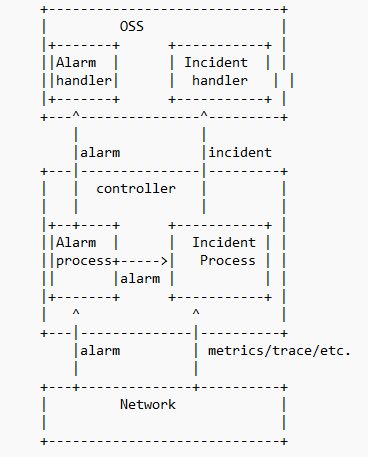 OSS
Alarm Incident
handler handler
alarm incident
controller
Alarm Incident
process Process
alarm
alarm metrics/trace/etc.
Network